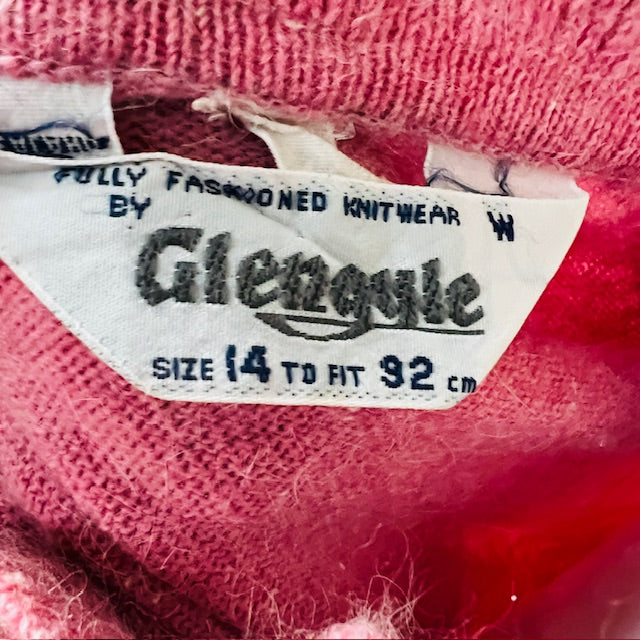 FULLY FASHIONED KNITWEAR W
BY
Glengyle
SIZE 14 TO FIT 92 cm